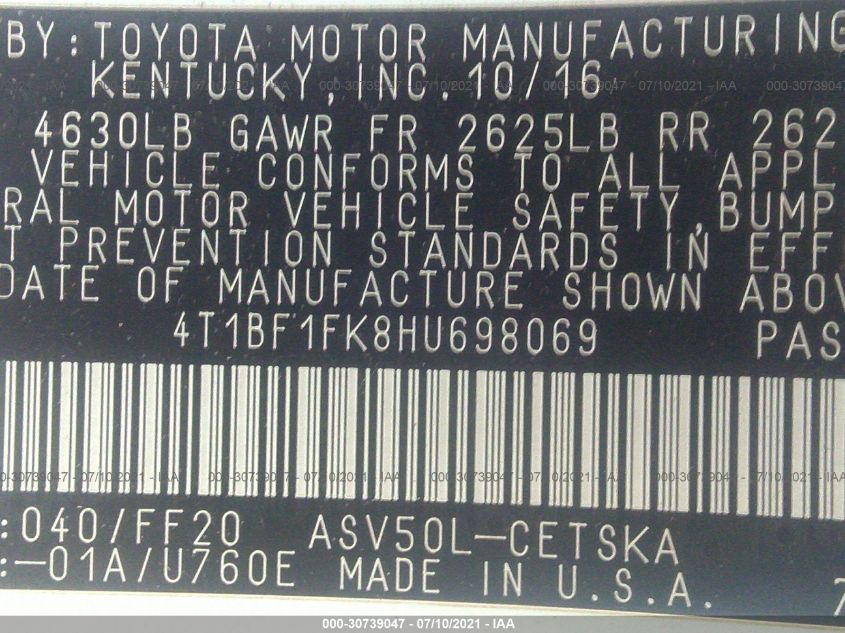 BY: TOYOTA MOTOR MANUFACTURING
KENTUCKY, INC. 10/16
4630LB GAWR FR 2625LB RR 262
VEHICLE CONFORMS TO ALL APPL
RAL MOTOR VEHICLE SAFETY, BUMP
T PREVENTION STANDARDS IN EFF
DATE OF MANUFACTURE SHOWN ABOV
4T1BF1FK8HU698069 PAS
:040/FF20 ASV50L-CETSKA
:-01A/U760E MADE IN U.S.A. 7
000-30739047 - 07/10/2021 - IAA